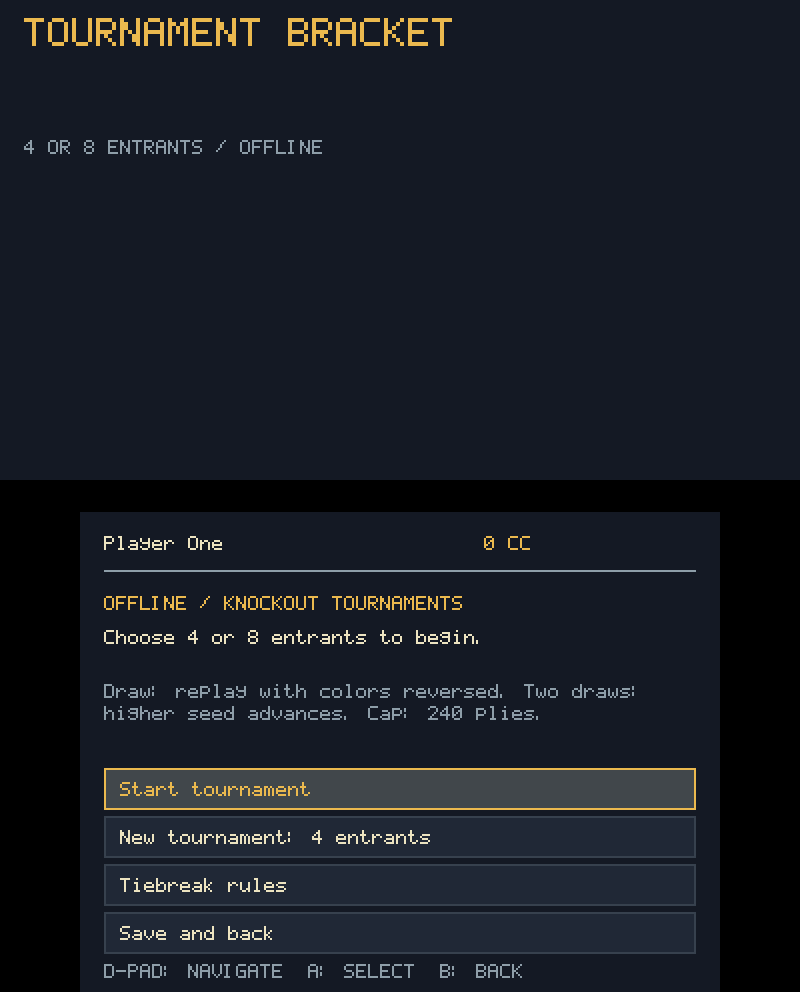 TOURNAMENT BRACKET
4 OR 8 ENTRANTS / OFFLINE
Player One 0 CC
OFFLINE / KNOCKOUT TOURNAMENTS
Choose 4 or 8 entrants to begin.
Draw: replay with colors reversed. Two draws:
higher seed advances. Cap: 240 plies.
Start tournament
New tournament: 4 entrants
Tiebreak rules
Save and back
D-PAD: NAVIGATE A: SELECT B: BACK